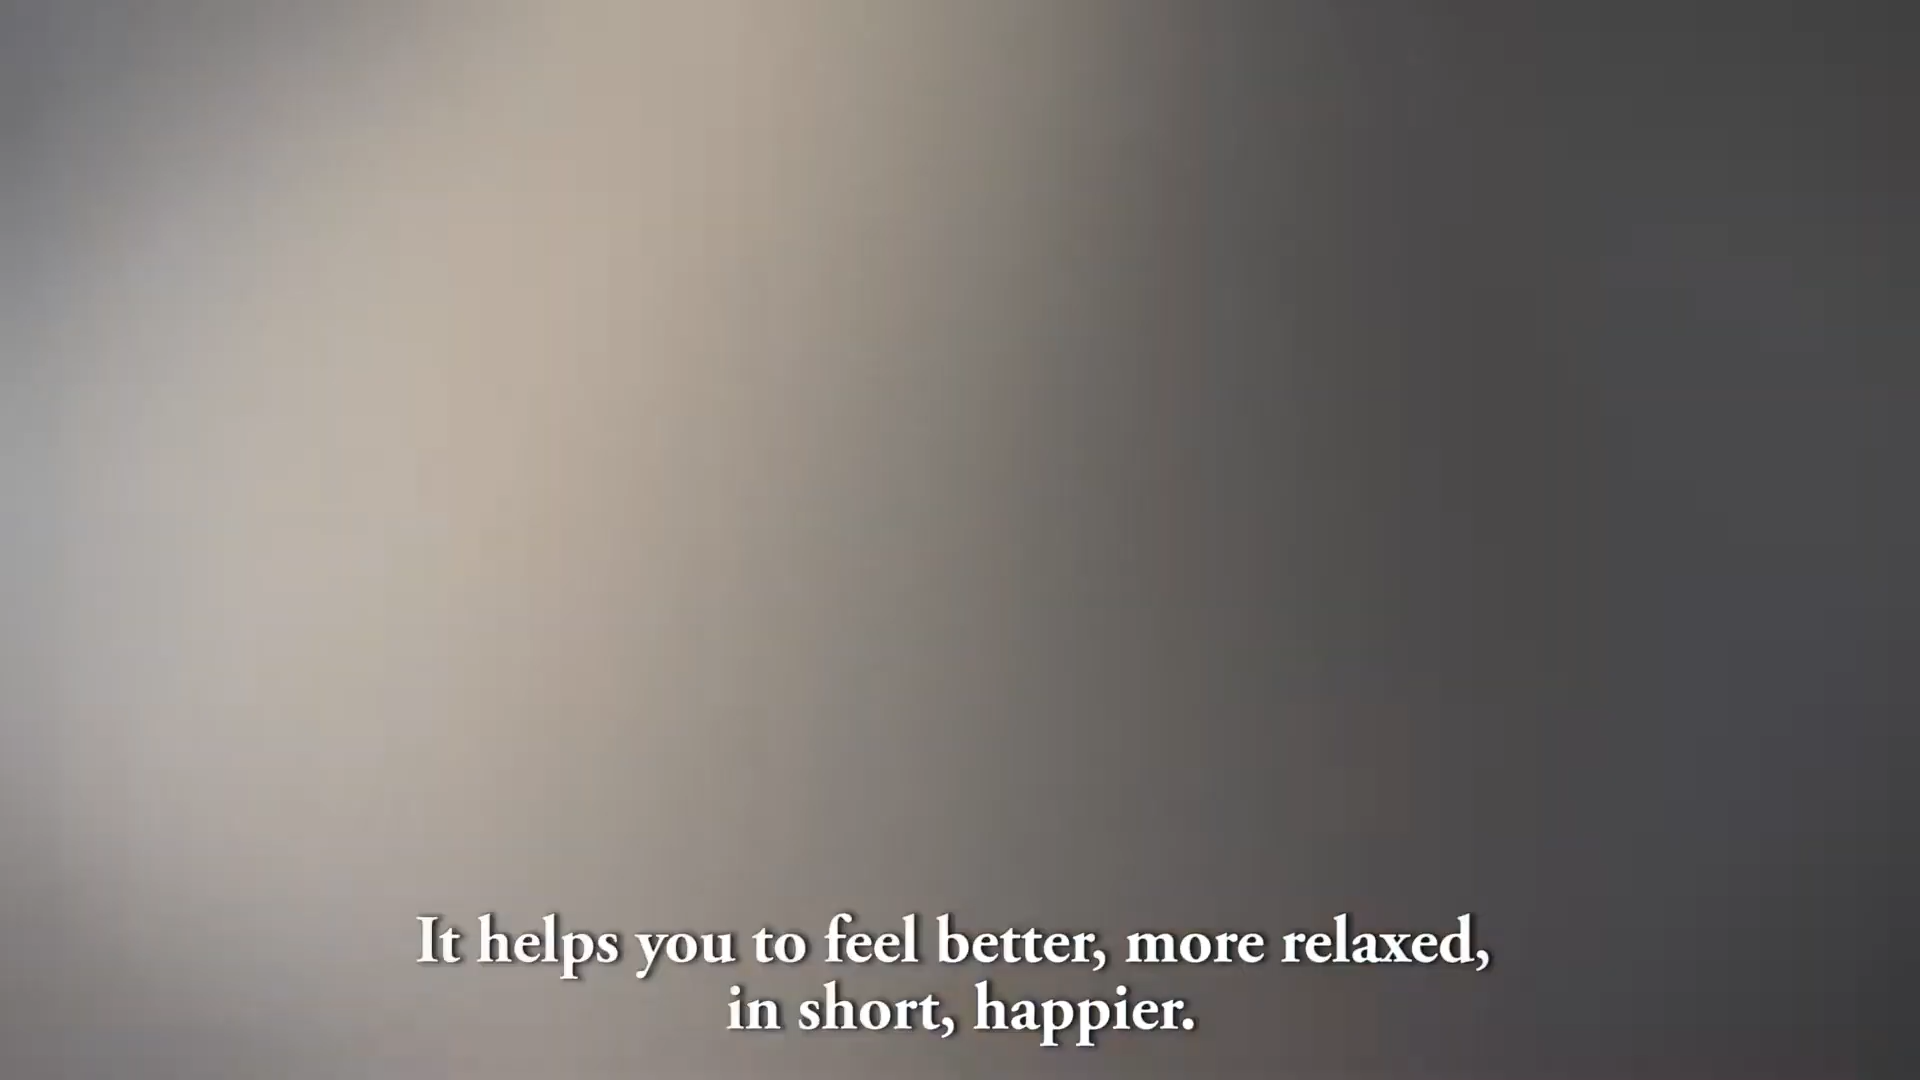 It helps you to feel better, more relaxed,
in short, happier.